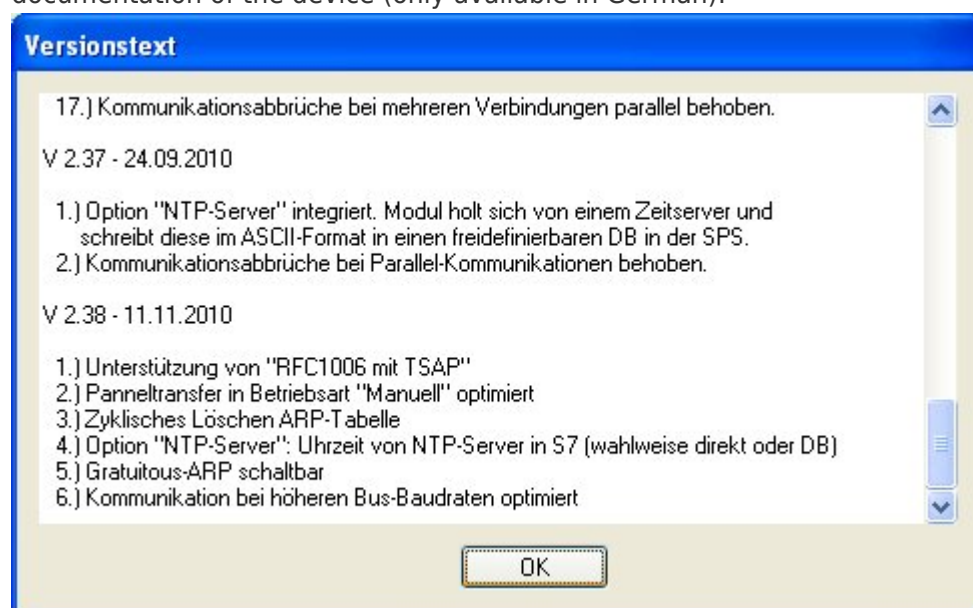 documentation of the device (only available in German).
Versionstext
17.) Kommunikationsabbrüche bei mehreren Verbindungen parallel behoben.
V 2.37 - 24.09.2010
1.) Option "NTP-Server" integriert. Modul holt sich von einem Zeitserver und
schreibt diese im ASCII-Format in einen freidefinierbaren DB in der SPS.
2.) Kommunikationsabbrüche bei Parallel-Kommunikationen behoben.
V 2.38 - 11.11.2010
1.) Unterstützung von "RFC1006 mit TSAP"
2.) Panneltransfer in Betriebsart "Manuell" optimiert
3.) Zyklisches Löschen ARP-Tabelle
4.) Option "NTP-Server": Uhrzeit von NTP-Server in S7 (wahlweise direkt oder DB)
5.) Gratuitous-ARP schaltbar
6.) Kommunikation bei höheren Bus-Baudraten optimiert
OK